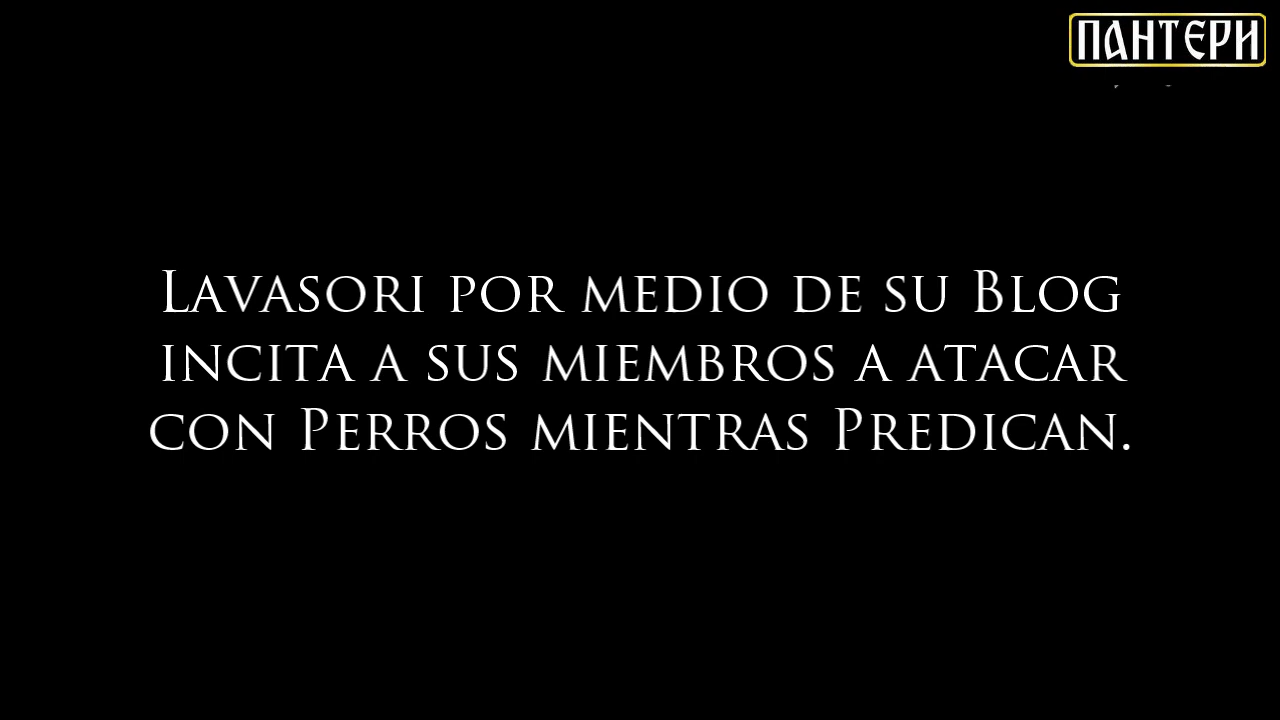 ПАНТЕРИ
Lavasori por medio de su Blog
incita a sus miembros a atacar
con Perros mientras Predican.